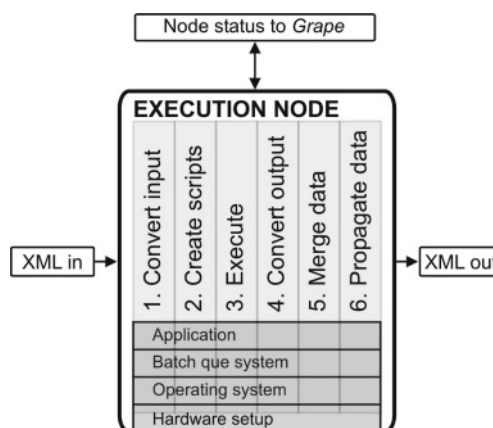 Node status to Grape
EXECUTION NODE
1. Convert input
2. Create scripts
3. Execute
4. Convert output
5. Merge data
6. Propagate data
XML in
XML out
Application
Batch que system
Operating system
Hardware setup